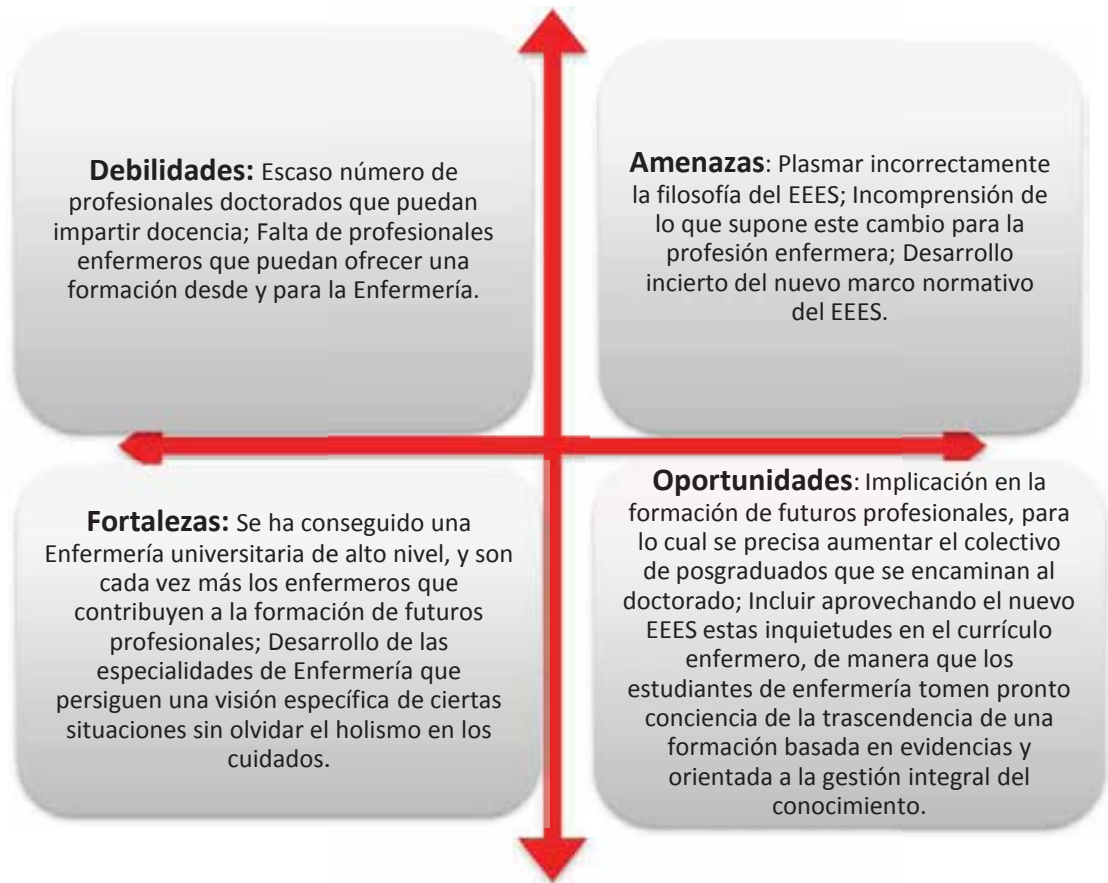 Debilidades: Escaso número de
profesionales doctorados que puedan
impartir docencia; Falta de profesionales
enfermeros que puedan ofrecer una
formación desde y para la Enfermería.
Amenazas: Plasmar incorrectamente
la filosofía del EEES; Incomprensión de
lo que supone este cambio para la
profesión enfermera; Desarrollo
incierto del nuevo marco normativo
del EEES.
Fortalezas: Se ha conseguido una
Enfermería universitaria de alto nivel, y son
cada vez más los enfermeros que
contribuyen a la formación de futuros
profesionales; Desarrollo de las
especialidades de Enfermería que
persiguen una visión específica de ciertas
situaciones sin olvidar el holismo en los
cuidados.
Oportunidades: Implicación en la
formación de futuros profesionales, para
lo cual se precisa aumentar el colectivo
de posgraduados que se encaminan al
doctorado; Incluir aprovechando el nuevo
EEES estas inquietudes en el currículo
enfermero, de manera que los
estudiantes de enfermería tomen pronto
conciencia de la trascendencia de una
formación basada en evidencias y
orientada a la gestión integral del
conocimiento.